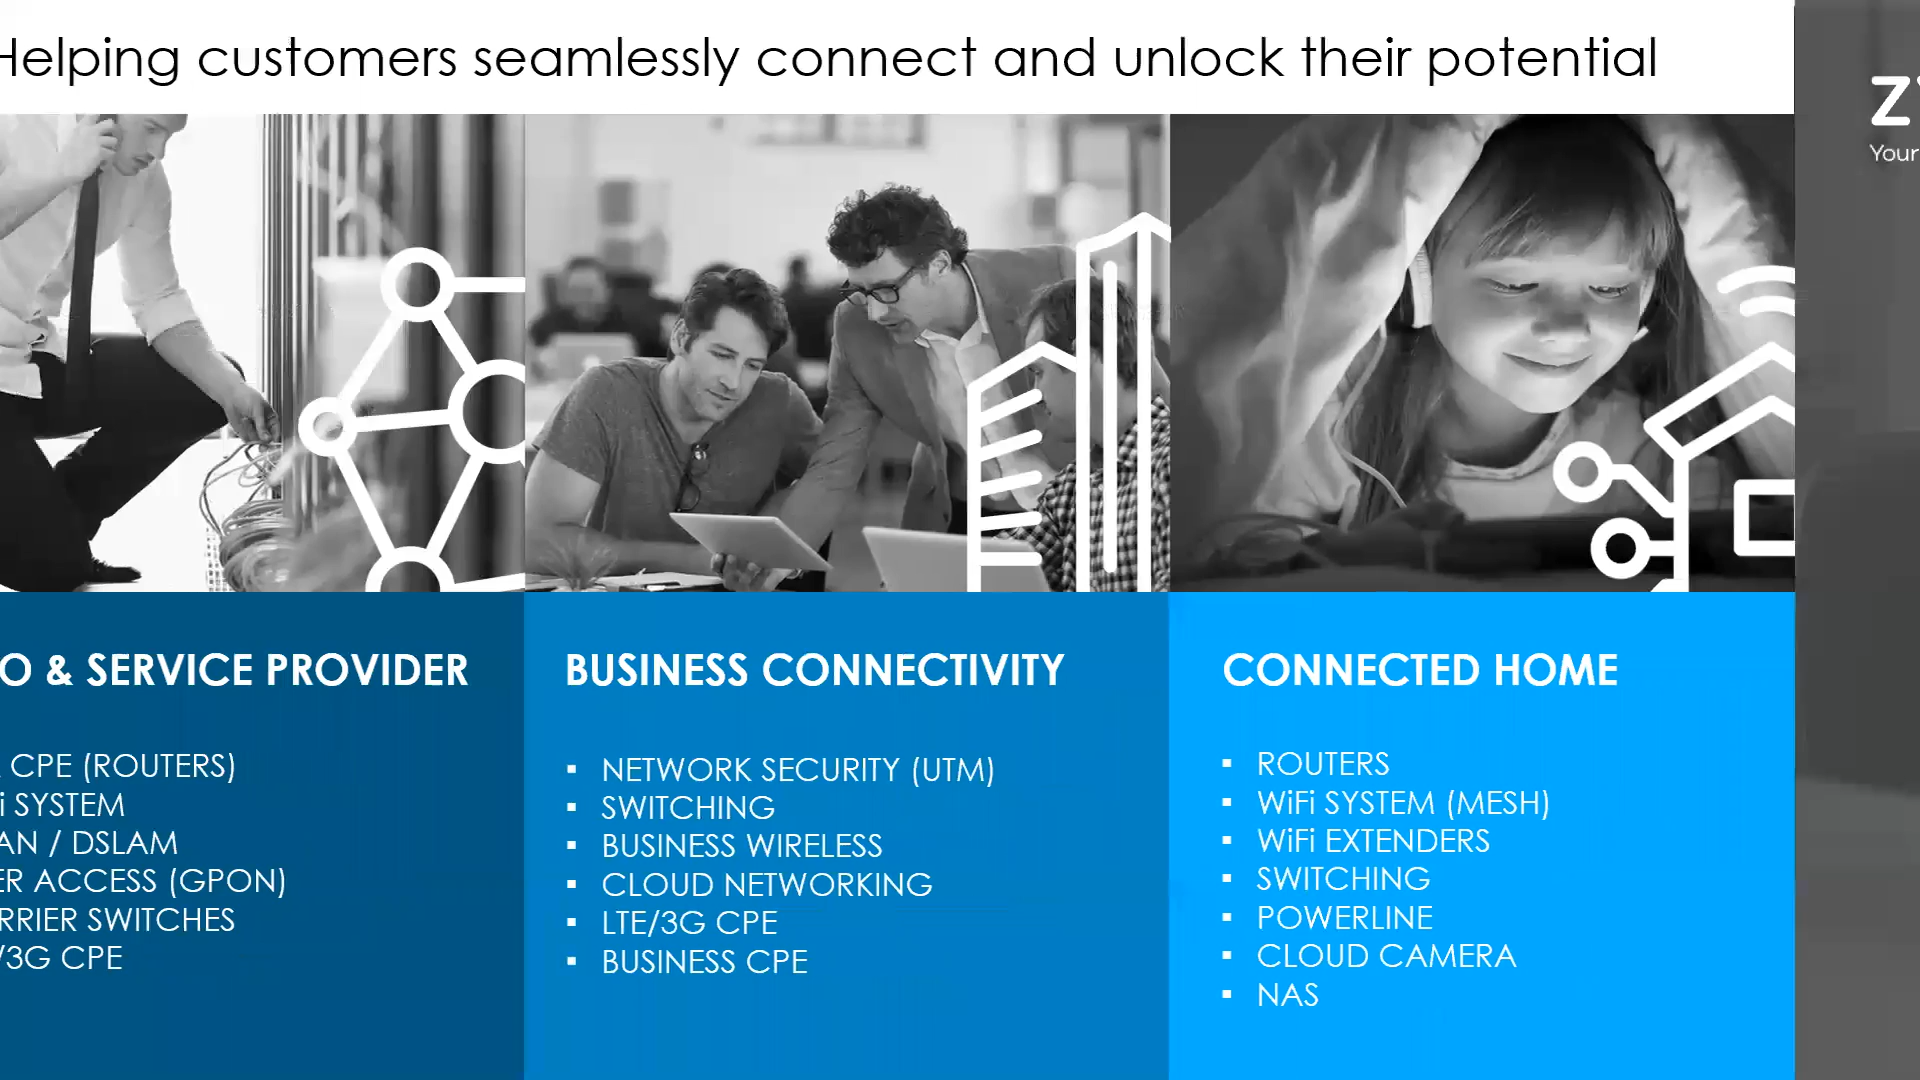 Helping customers seamlessly connect and unlock their potential
Your
O & SERVICE PROVIDER
CPE (ROUTERS)
i SYSTEM
AN / DSLAM
ER ACCESS (GPON)
RRIER SWITCHES
/3G CPE
BUSINESS CONNECTIVITY
▪ NETWORK SECURITY (UTM)
▪ SWITCHING
▪ BUSINESS WIRELESS
▪ CLOUD NETWORKING
▪ LTE/3G CPE
▪ BUSINESS CPE
CONNECTED HOME
▪ ROUTERS
▪ WiFi SYSTEM (MESH)
▪ WiFi EXTENDERS
▪ SWITCHING
▪ POWERLINE
▪ CLOUD CAMERA
▪ NAS